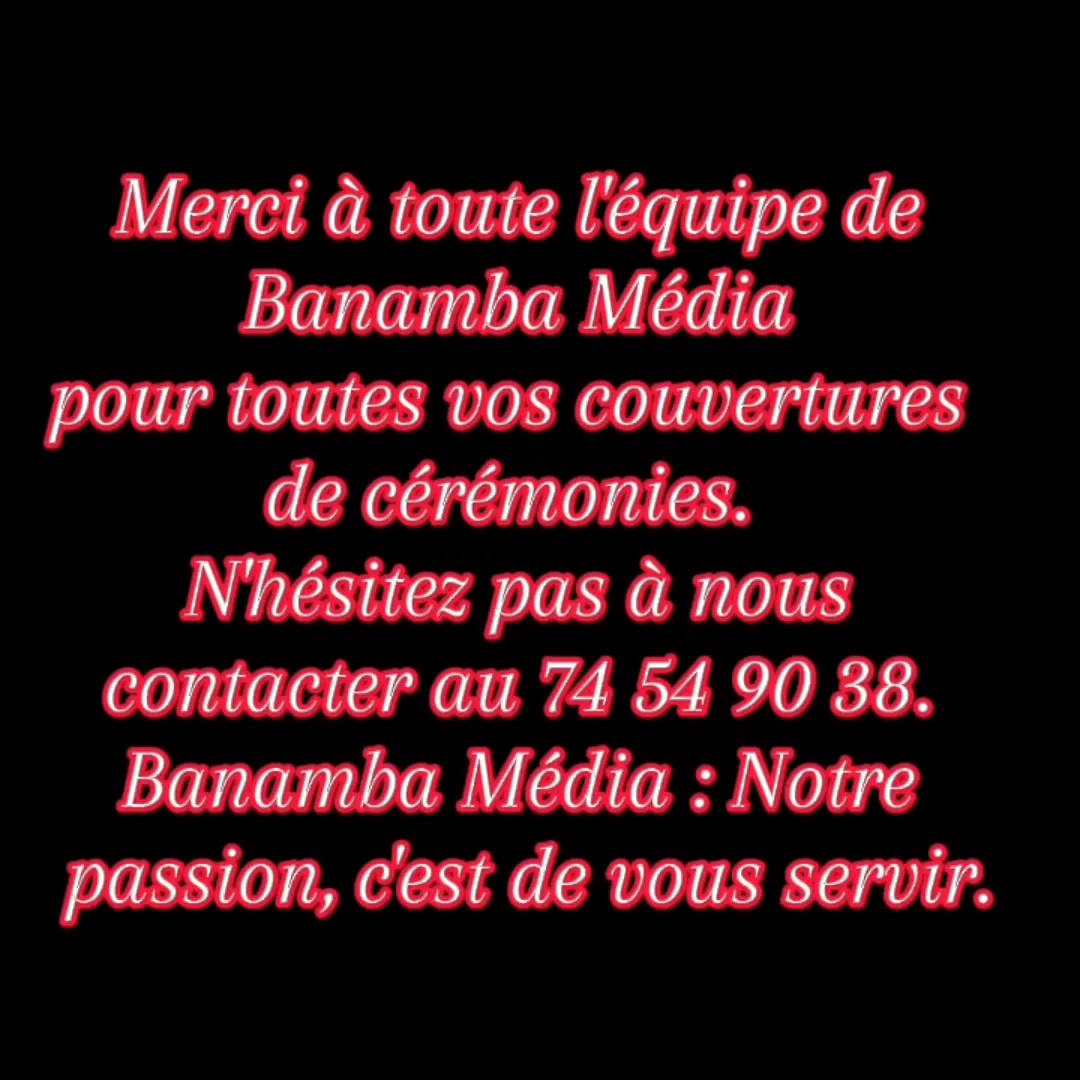 Merci à toute l'équipe de
Banamba Média
pour toutes vos couvertures
de cérémonies.
N'hésitez pas à nous
contacter au 74 54 90 38.
Banamba Média : Notre
passion, c'est de vous servir.